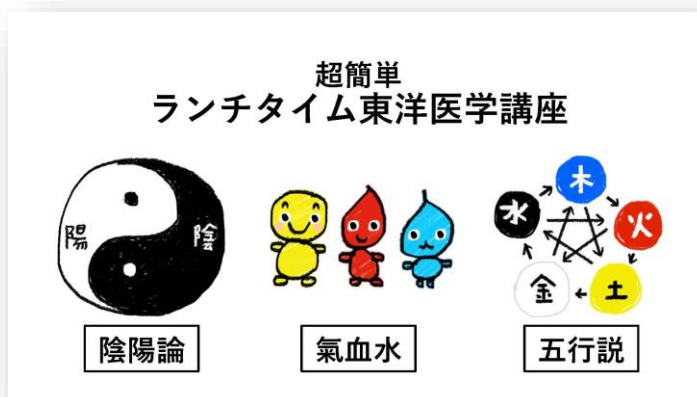 超簡単
ランチタイム東洋医学講座
陽
陰
水
木
火
金
土
陰陽論
氣血水
五行説